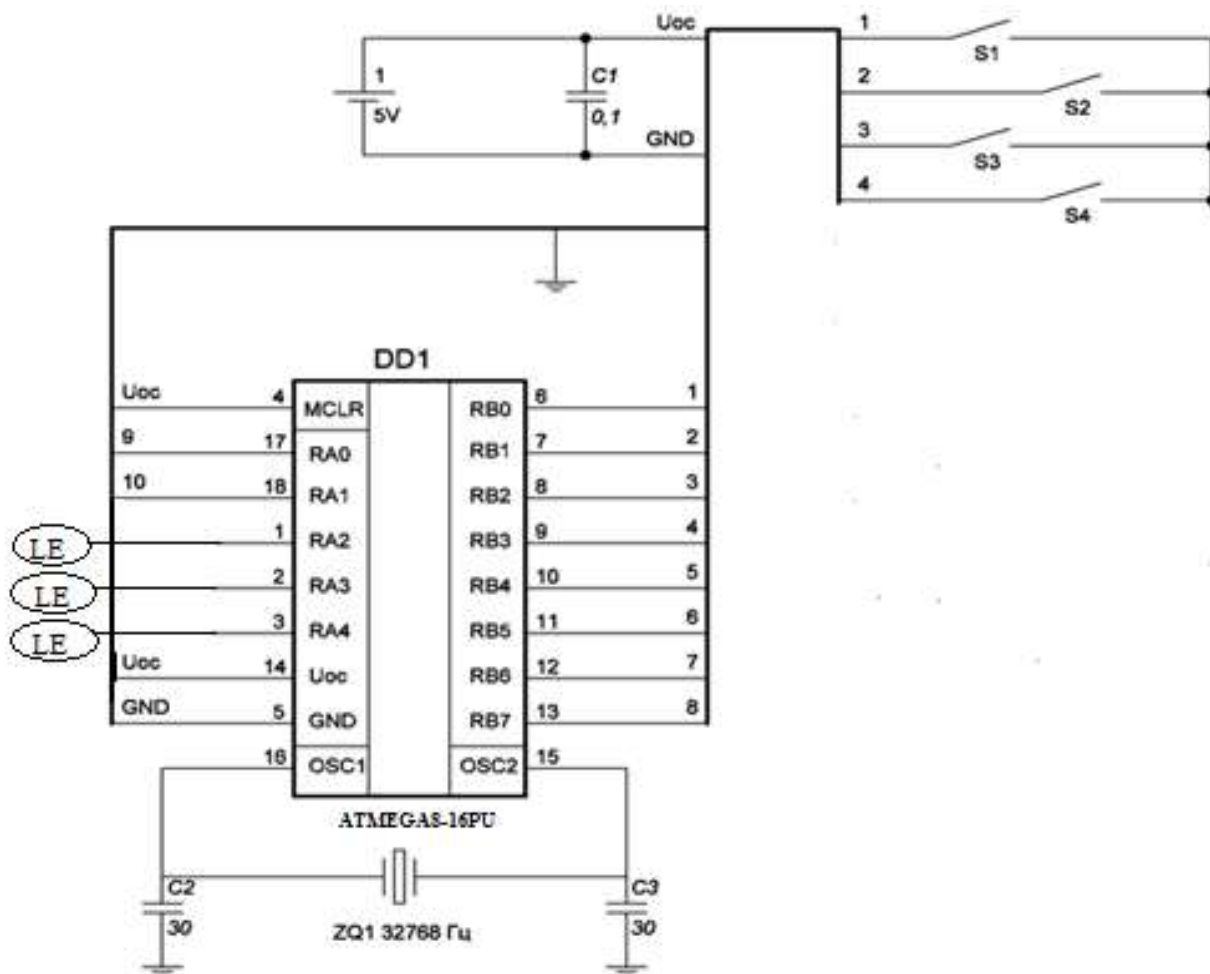 Uoc 1
S1
1 C1 2
5V 0,1 S2
GND 3
S3
4
S4
DD1
Uoc 4 MCLR RB0 6 1
9 17 RA0 RB1 7 2
10 18 RA1 RB2 8 3
LE 1 RA2 RB3 9 4
LE 2 RA3 RB4 10 5
LE 3 RA4 RB5 11 6
Uoc 14 Uoc RB6 12 7
GND 5 GND RB7 13 8
16 OSC1 OSC2 15
ATMEGA8-16PU
C2 C3
30 ZQ1 32768 Гц 30